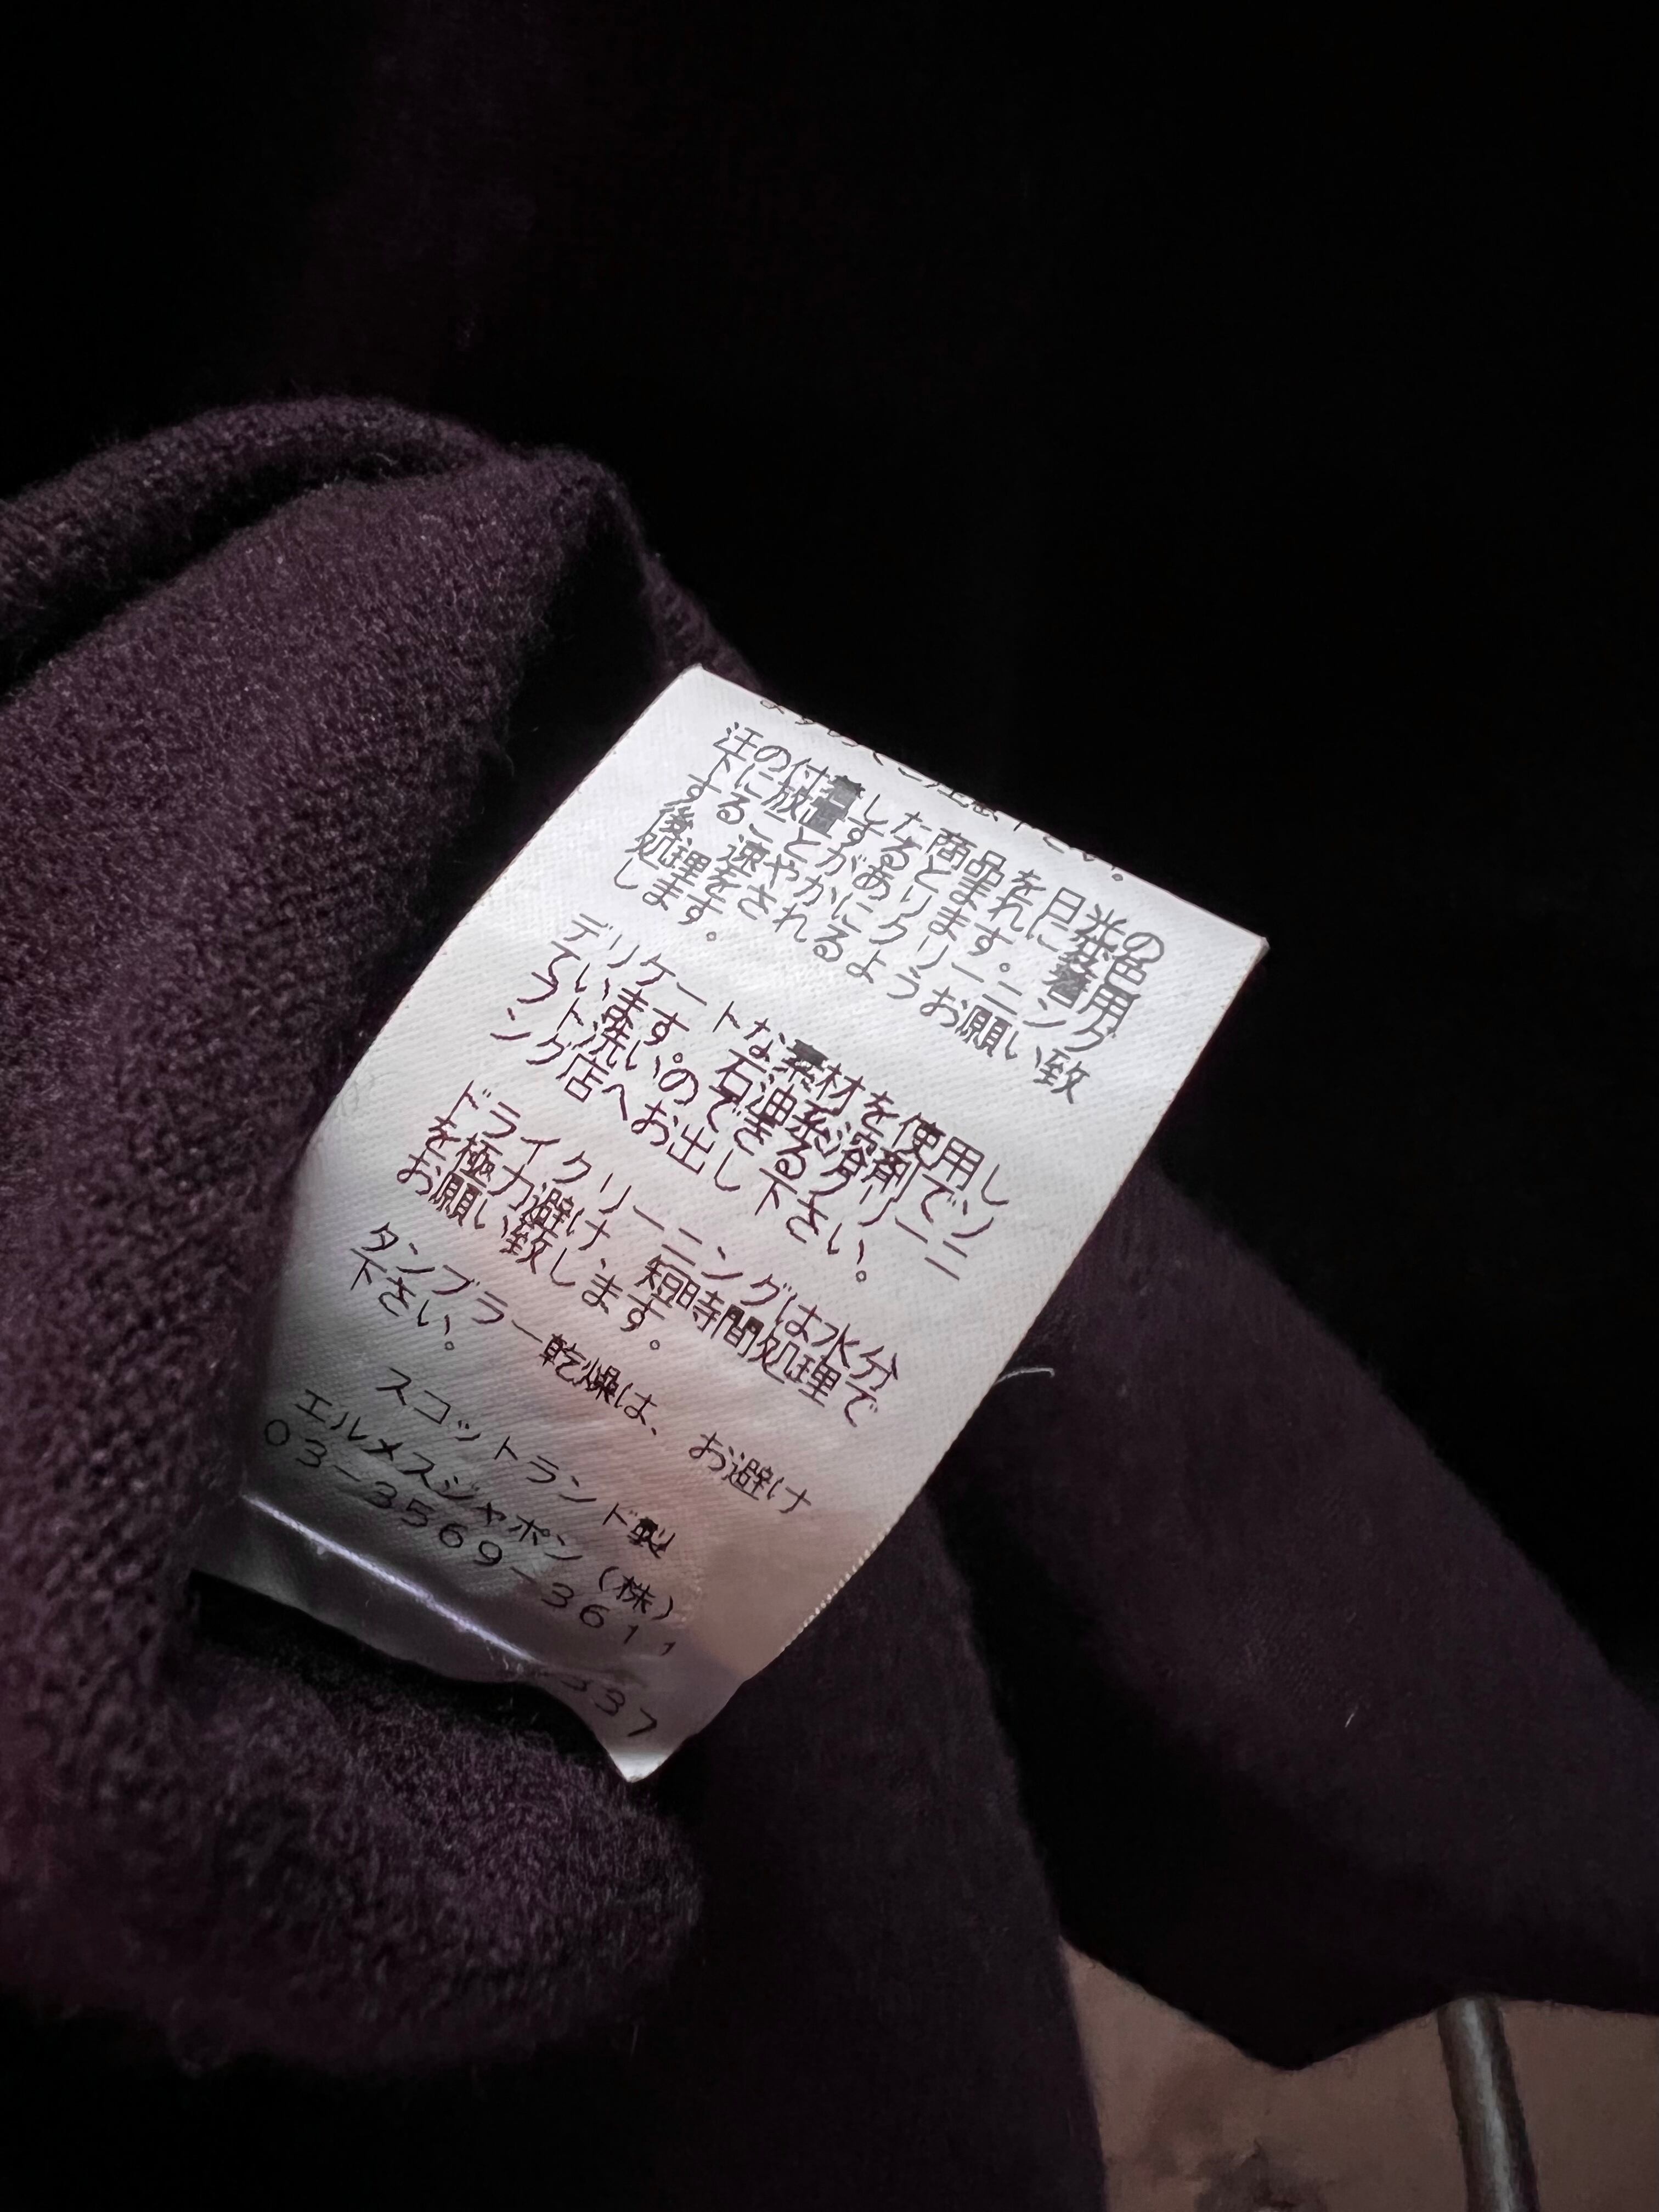 汗の付着した商品を日光の
下に放置するとまれに変色
することがあります。着用
後、速やかにクリーニング
処理をされるようお願い致
します。
デリケートな素材を使用し
ています。石油系溶剤でソ
フト洗いのできるクリーニ
ング店へお出し下さい。
ドライクリーニングは水分
を極力避け、短時間処理で
お願い致します。
タンブラー乾燥は、お避け
下さい。
スコットランド製
エルメスジャポン(株)
03-3569-3611
337